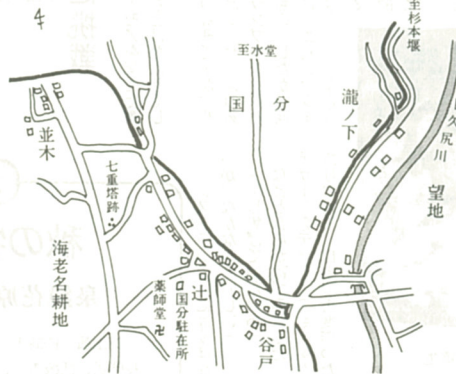 至杉本堰
至水堂
国分
瀧ノ下
久尻川
望地
並木
七重塔跡
海老名耕地
薬師堂
国分駐在所
辻
谷戸